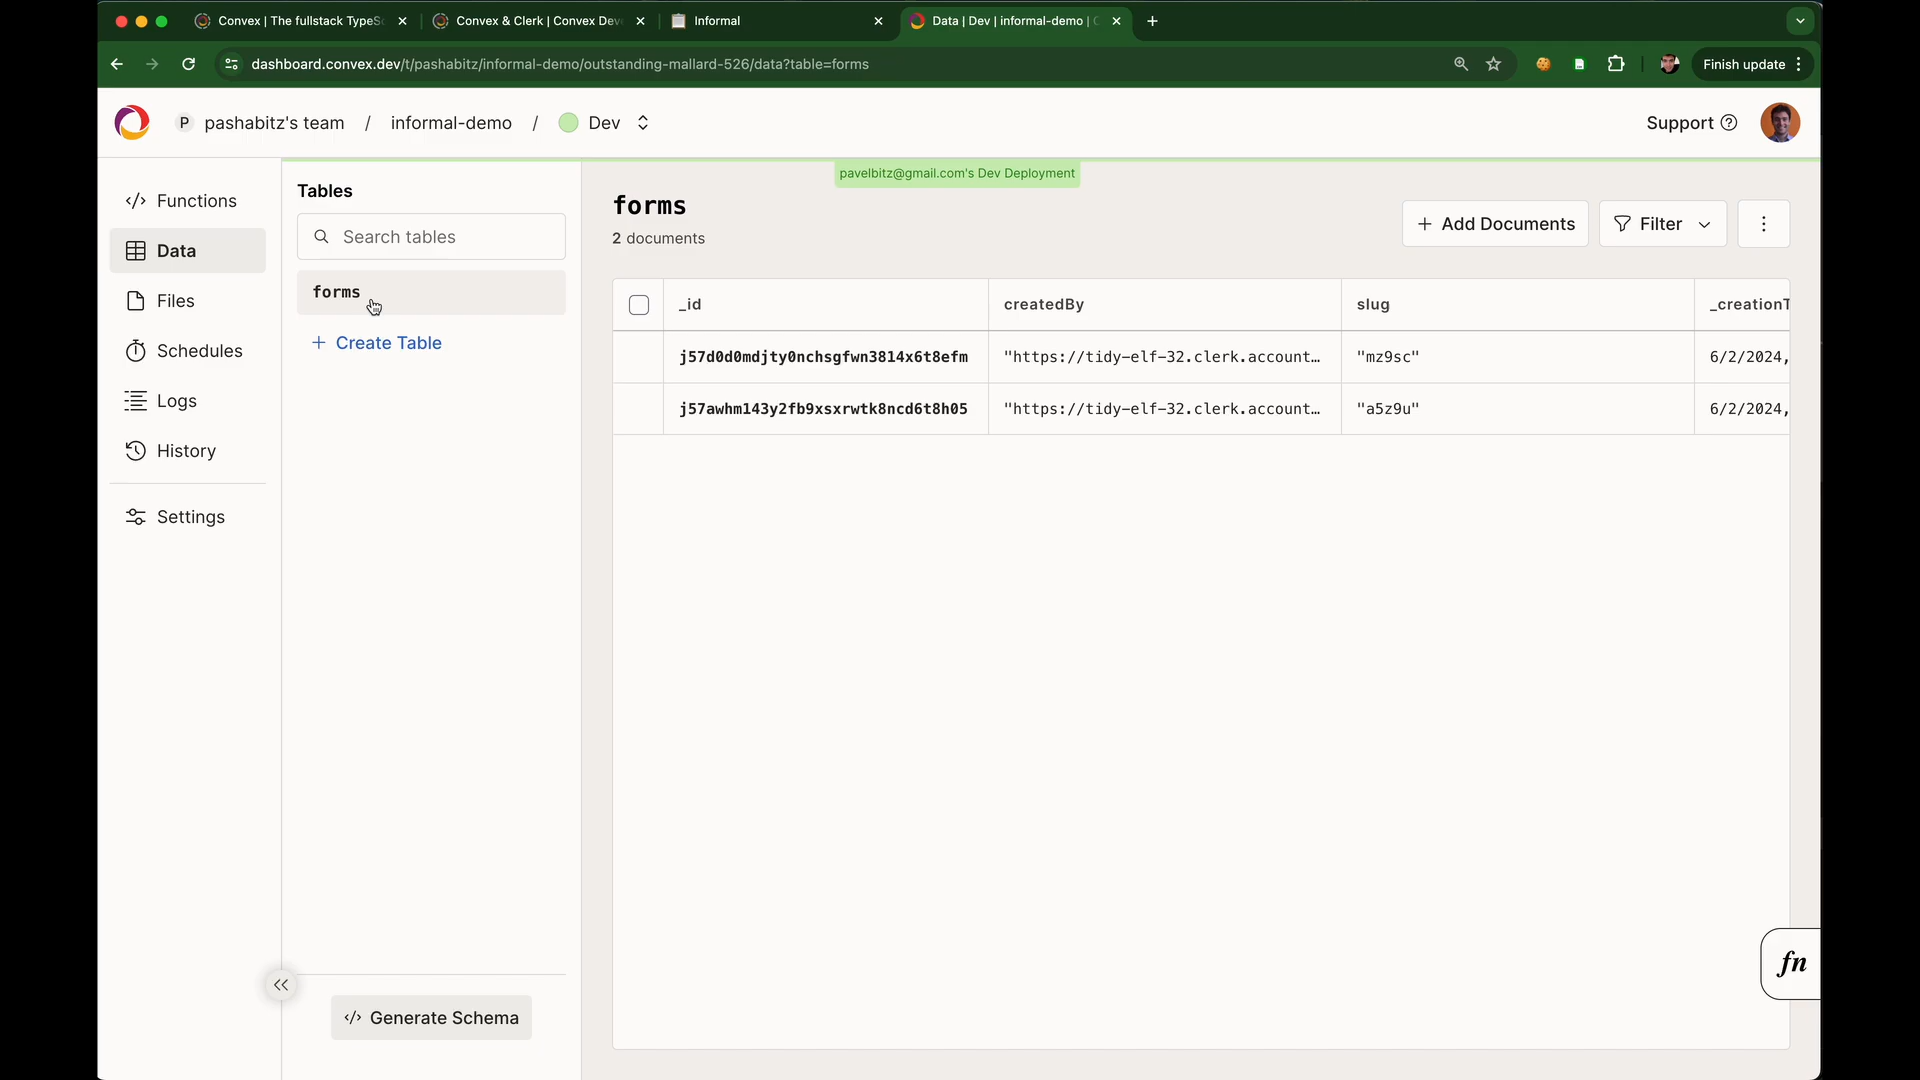 Convex | The fullstack TypeSc
Convex & Clerk | Convex Deve
Informal
Data | Dev | informal-demo | C
dashboard.convex.dev/t/pashabitz/informal-demo/outstanding-mallard-526/data?table=forms
Finish update
P pashabitz's team / informal-demo / Dev
Support
pavelbitz@gmail.com's Dev Deployment
Functions
Data
Files
Schedules
Logs
History
Settings
Tables
Search tables
forms
+ Create Table
Generate Schema
forms
2 documents
+ Add Documents
Filter
_id createdBy slug _creationT
j57d0d0mdjty0nchsgfwn3814x6t8efm "https://tidy-elf-32.clerk.account… "mz9sc" 6/2/2024,
j57awhm143y2fb9xsxrwtk8ncd6t8h05 "https://tidy-elf-32.clerk.account… "a5z9u" 6/2/2024,
fn